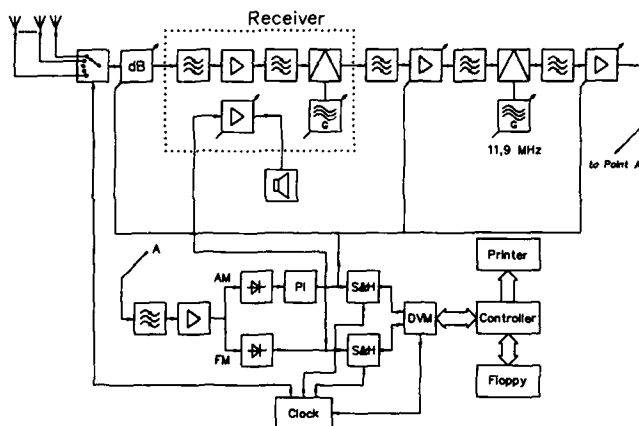 Receiver
dB
G
G
11,9 MHz
to Point A
A
AM
PI
S&H
Printer
DVM
Controller
FM
S&H
Floppy
Clock